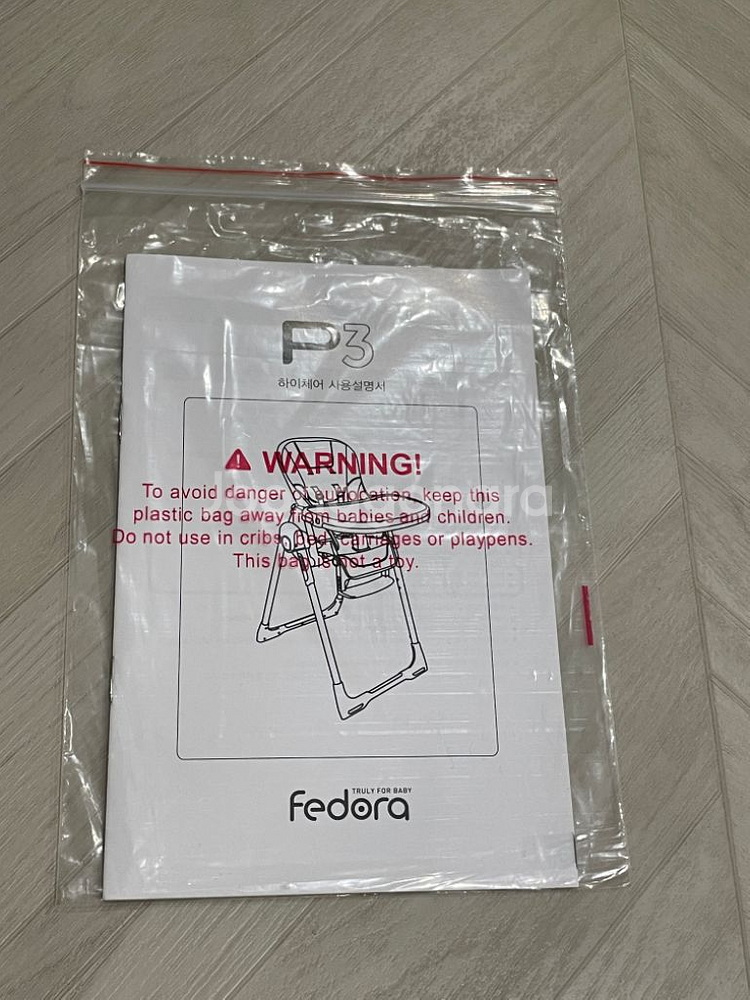 P3
하이체어 사용설명서
WARNING!
To avoid danger of suffocation, keep this
plastic bag away from babies and children.
Do not use in cribs, bed, carriages or playpens.
This bag is not a toy.
TRULY FOR BABY
Fedora